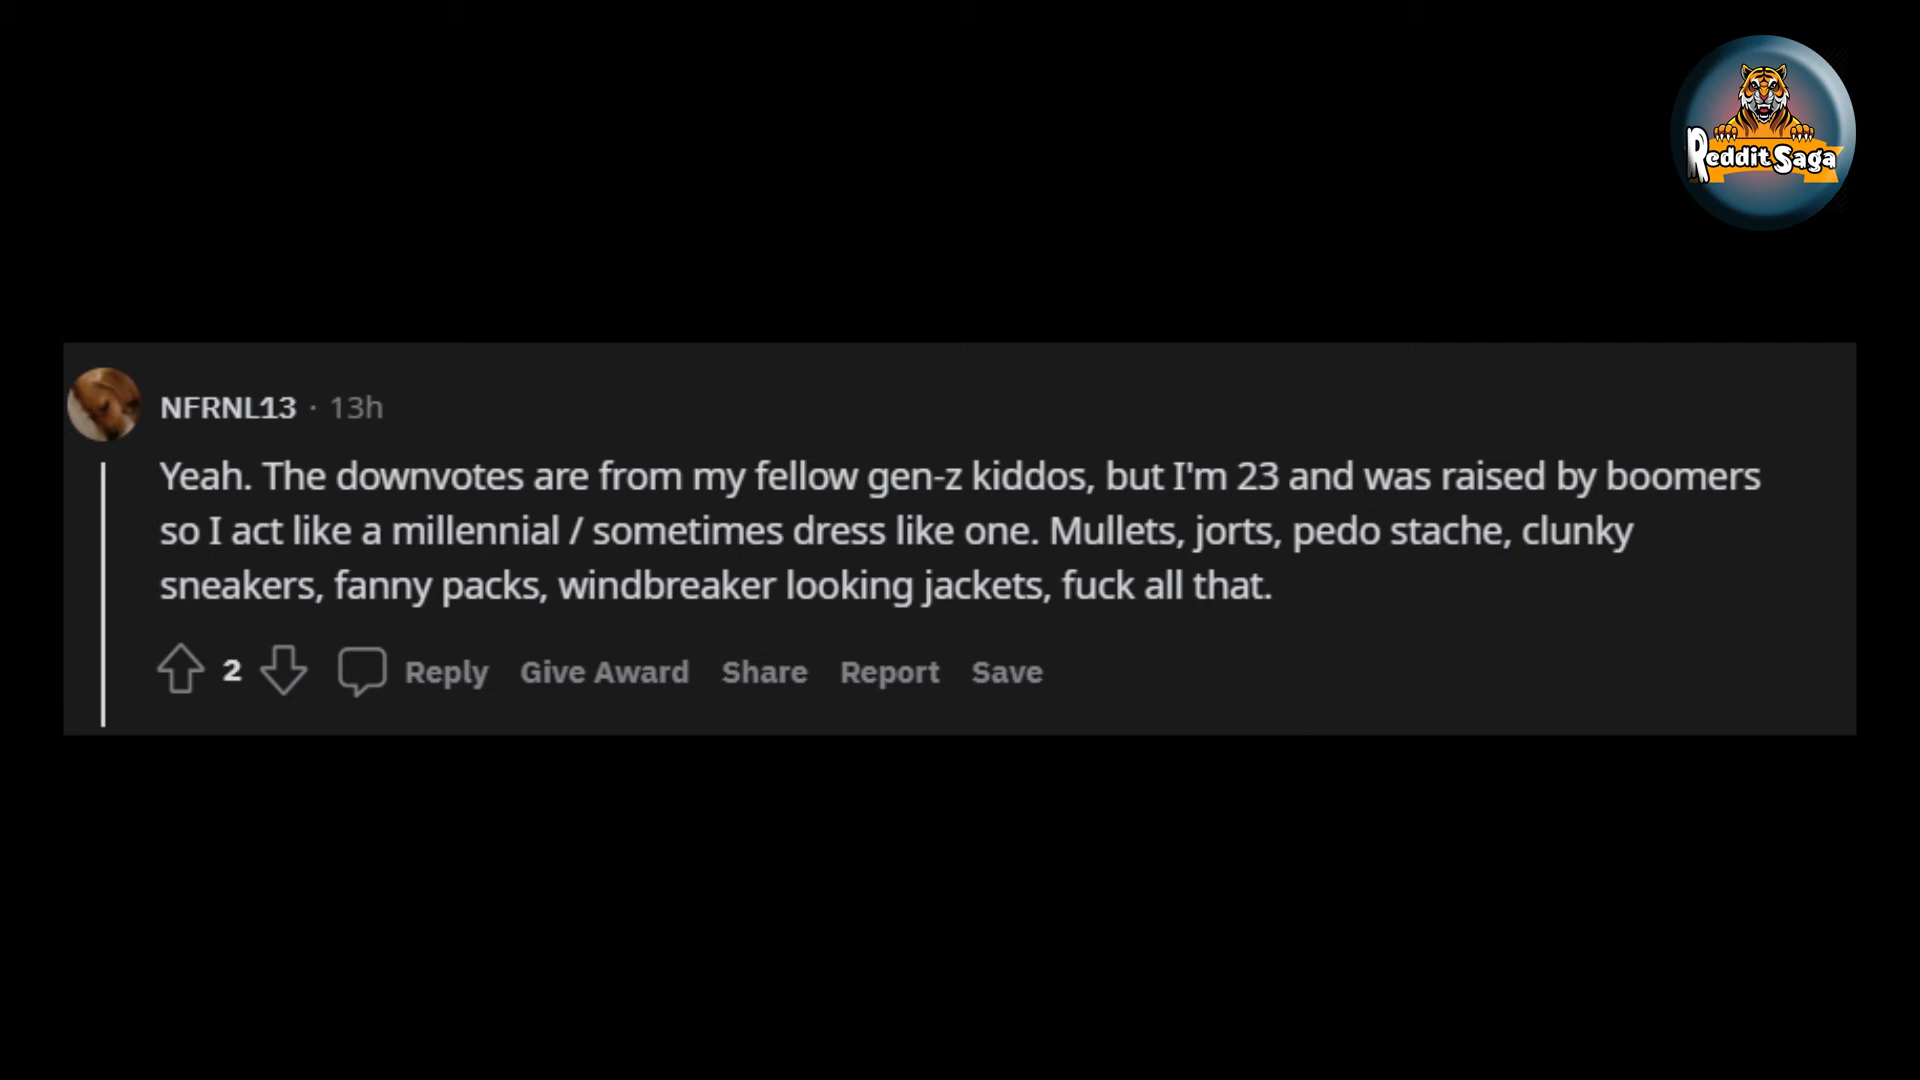 Reddit Saga
NFRNL13 · 13h
Yeah. The downvotes are from my fellow gen-z kiddos, but I'm 23 and was raised by boomers
so I act like a millennial / sometimes dress like one. Mullets, jorts, pedo stache, clunky
sneakers, fanny packs, windbreaker looking jackets, fuck all that.
2 Reply Give Award Share Report Save